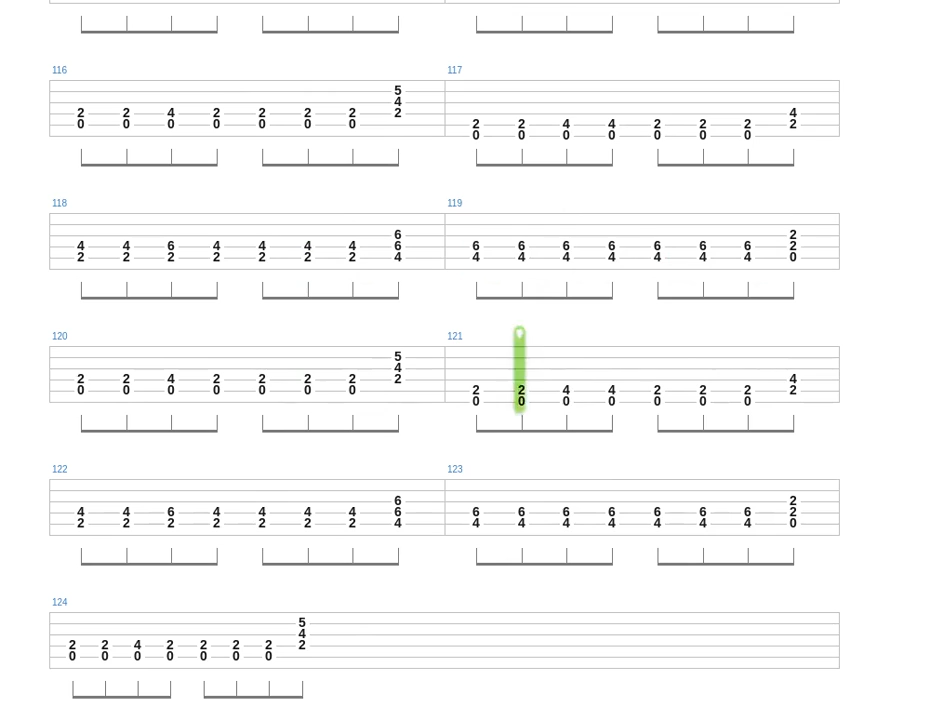 116 117
5
4 4
2 2 4 2 2 2 2 2 2 2 4 4 2 2 2 2
0 0 0 0 0 0 0 0 0 0 0 0 0 0
118 119
6 2
4 4 6 4 4 4 4 6 6 6 6 6 6 6 6 2
2 2 2 2 2 2 2 4 4 4 4 4 4 4 4 0
120 121
5
4 4
2 2 4 2 2 2 2 2 2 2 4 4 2 2 2 2
0 0 0 0 0 0 0 0 0 0 0 0 0 0
122 123
6 2
4 4 6 4 4 4 4 6 6 6 6 6 6 6 6 2
2 2 2 2 2 2 2 4 4 4 4 4 4 4 4 0
124
5
4
2 2 4 2 2 2 2 2
0 0 0 0 0 0 0